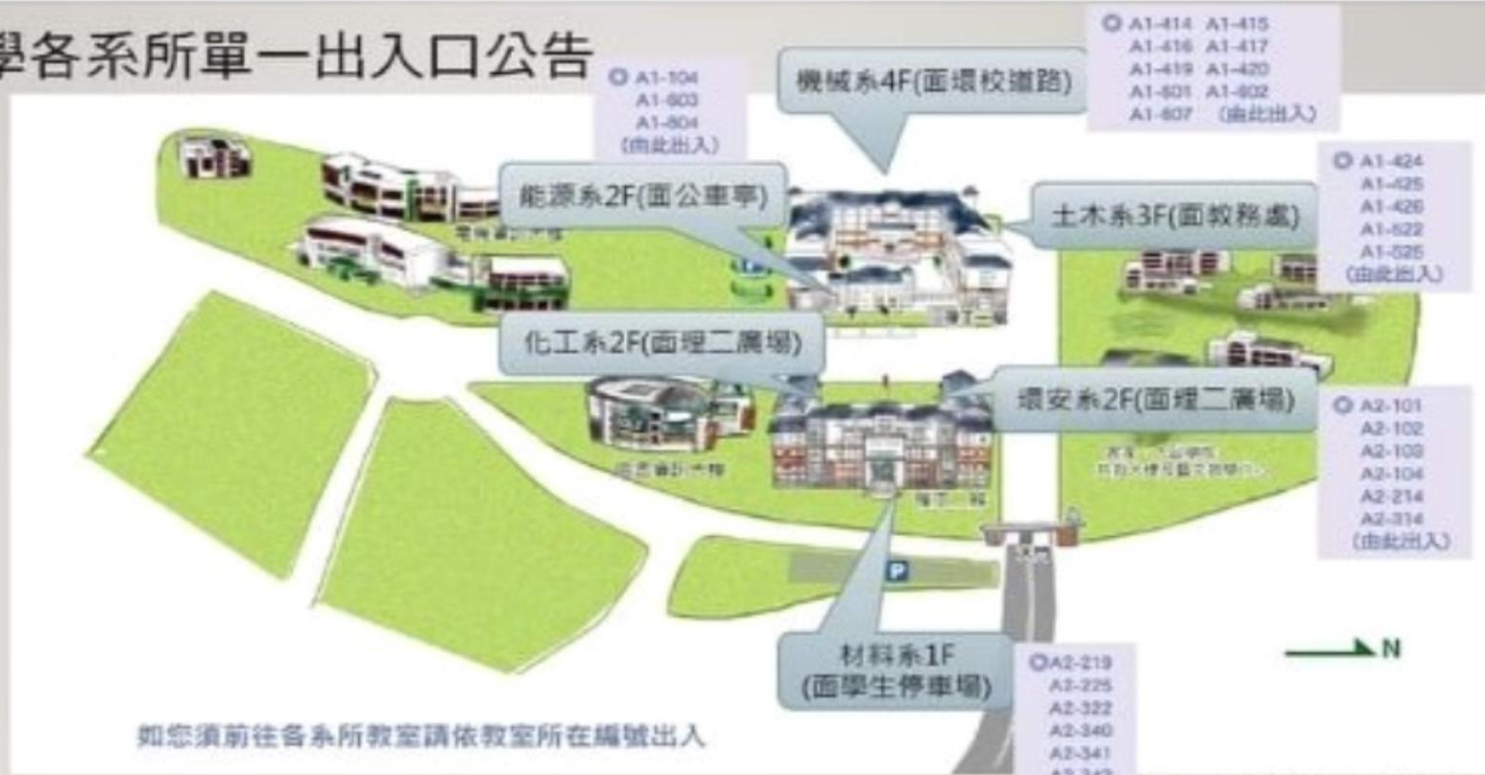 學各系所單一出入口公告
◎ A1-104
A1-603
A1-604
(由此出入)
機械系4F(面環校道路)
◎ A1-414 A1-415
A1-416 A1-417
A1-419 A1-420
A1-601 A1-602
A1-607 (由此出入)
能源系2F(面公車亭)
土木系3F(面教務處)
◎ A1-424
A1-425
A1-426
A1-522
A1-525
(由此出入)
化工系2F(面理二廣場)
環安系2F(面理二廣場)
◎ A2-101
A2-102
A2-103
A2-104
A2-214
A2-314
(由此出入)
P
材料系1F
(面學生停車場)
◎A2-219
A2-225
A2-322
A2-340
A2-341
N
如您須前往各系所教室請依教室所在編號出入